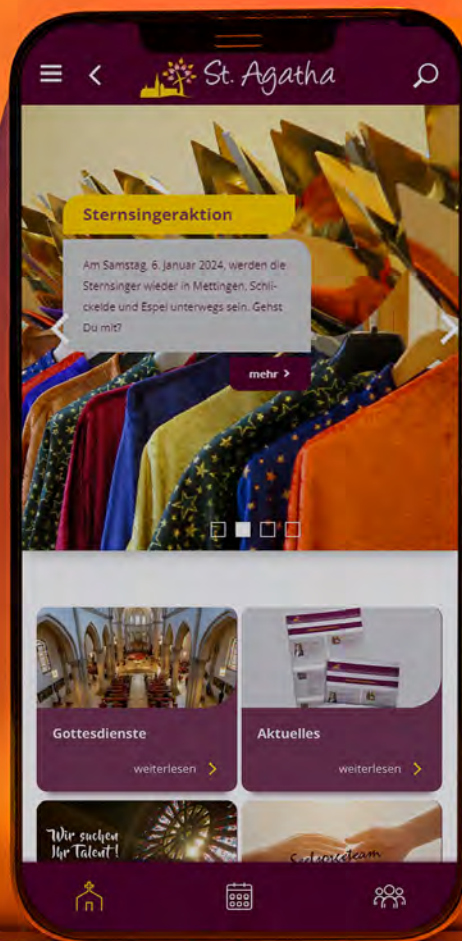 St. Agatha
Sternsingeraktion
Am Samstag, 6. Januar 2024, werden die
Sternsinger wieder in Mettingen, Schli-
ckelde und Espel unterwegs sein. Gehst
Du mit?
mehr >
Gottesdienste
weiterlesen >
Aktuelles
weiterlesen >
Wir suchen
Ihr Talent!
Seelsorgeteam